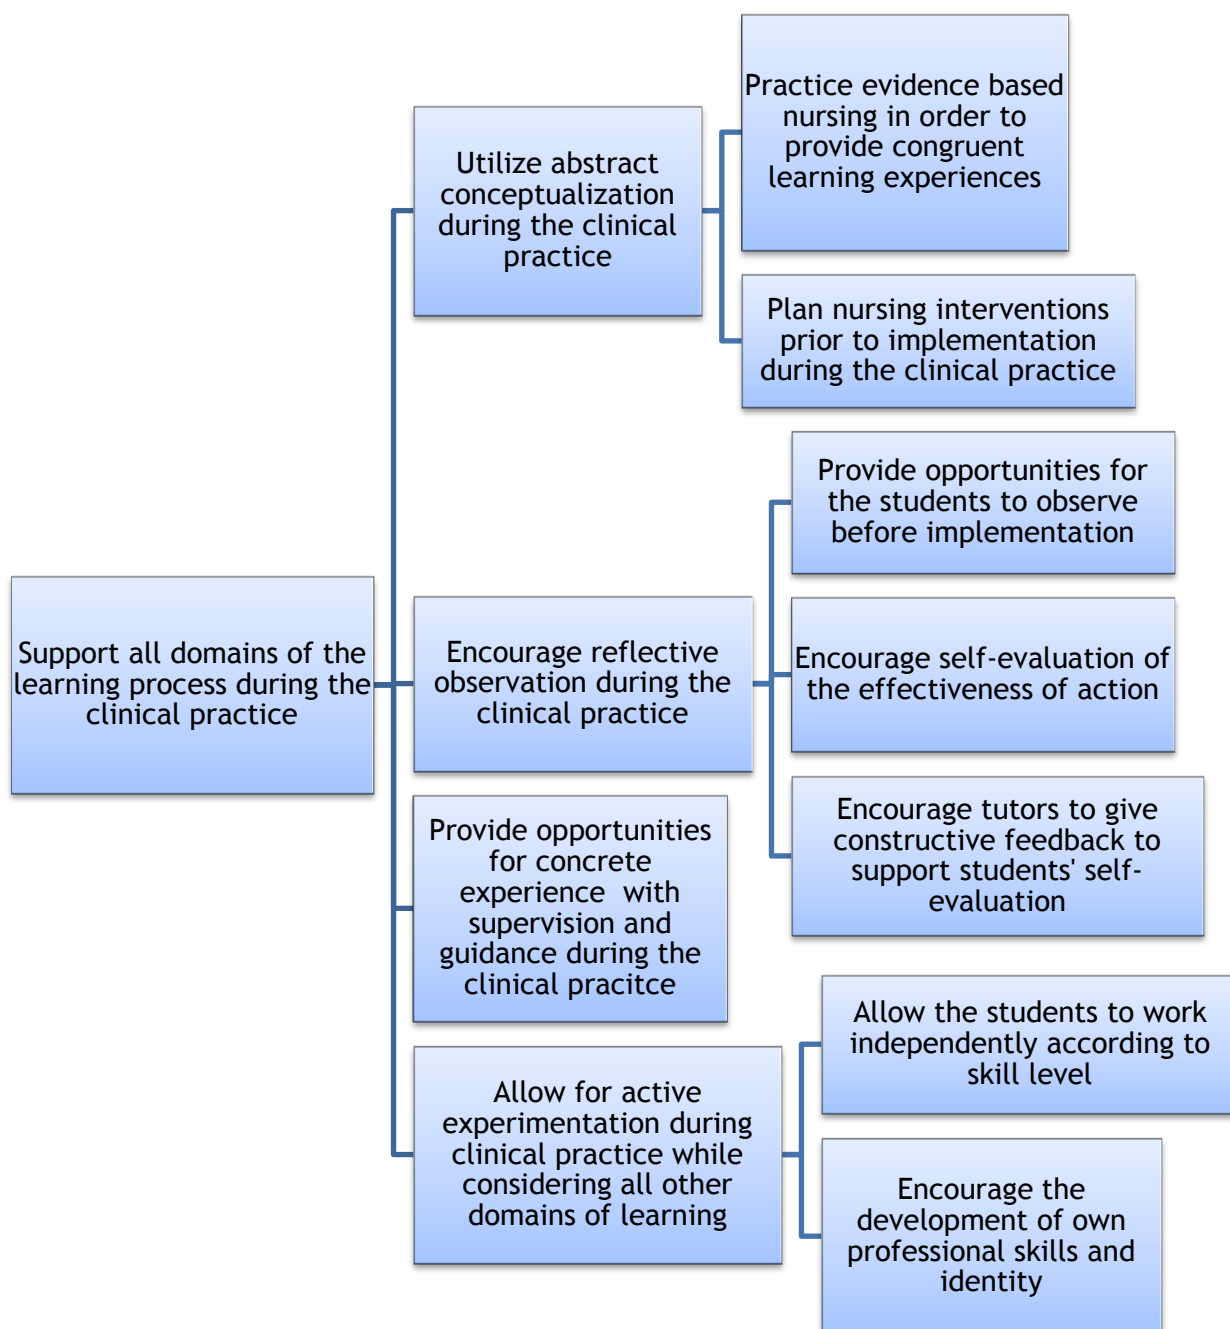 Support all domains of the
learning process during the
clinical practice
Utilize abstract
conceptualization
during the clinical
practice
Practice evidence based
nursing in order to
provide congruent
learning experiences
Plan nursing interventions
prior to implementation
during the clinical practice
Encourage reflective
observation during the
clinical practice
Provide opportunities for
the students to observe
before implementation
Encourage self-evaluation of
the effectiveness of action
Encourage tutors to give
constructive feedback to
support students' self-
evaluation
Provide opportunities
for concrete
experience  with
supervision and
guidance during the
clinical pracitce
Allow for active
experimentation during
clinical practice while
considering all other
domains of learning
Allow the students to work
independently according to
skill level
Encourage the
development of own
professional skills and
identity